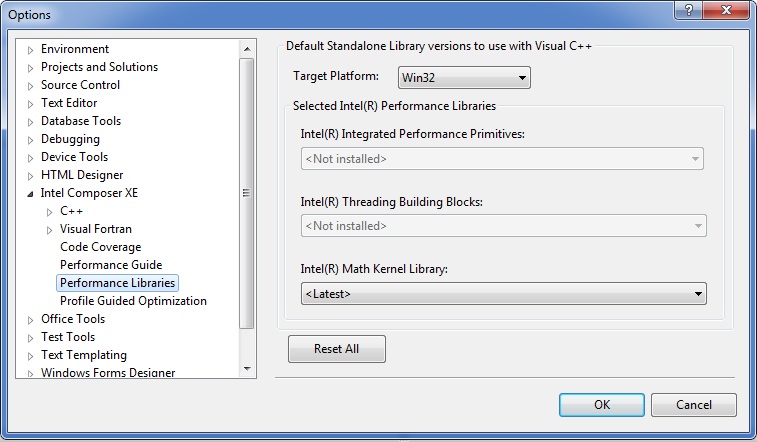 Options
Environment
Projects and Solutions
Source Control
Text Editor
Database Tools
Debugging
Device Tools
HTML Designer
Intel Composer XE
C++
Visual Fortran
Code Coverage
Performance Guide
Performance Libraries
Profile Guided Optimization
Office Tools
Test Tools
Text Templating
Windows Forms Designer
Default Standalone Library versions to use with Visual C++
Target Platform: Win32
Selected Intel(R) Performance Libraries
Intel(R) Integrated Performance Primitives:
<Not installed>
Intel(R) Threading Building Blocks:
<Not installed>
Intel(R) Math Kernel Library:
<Latest>
Reset All
OK Cancel